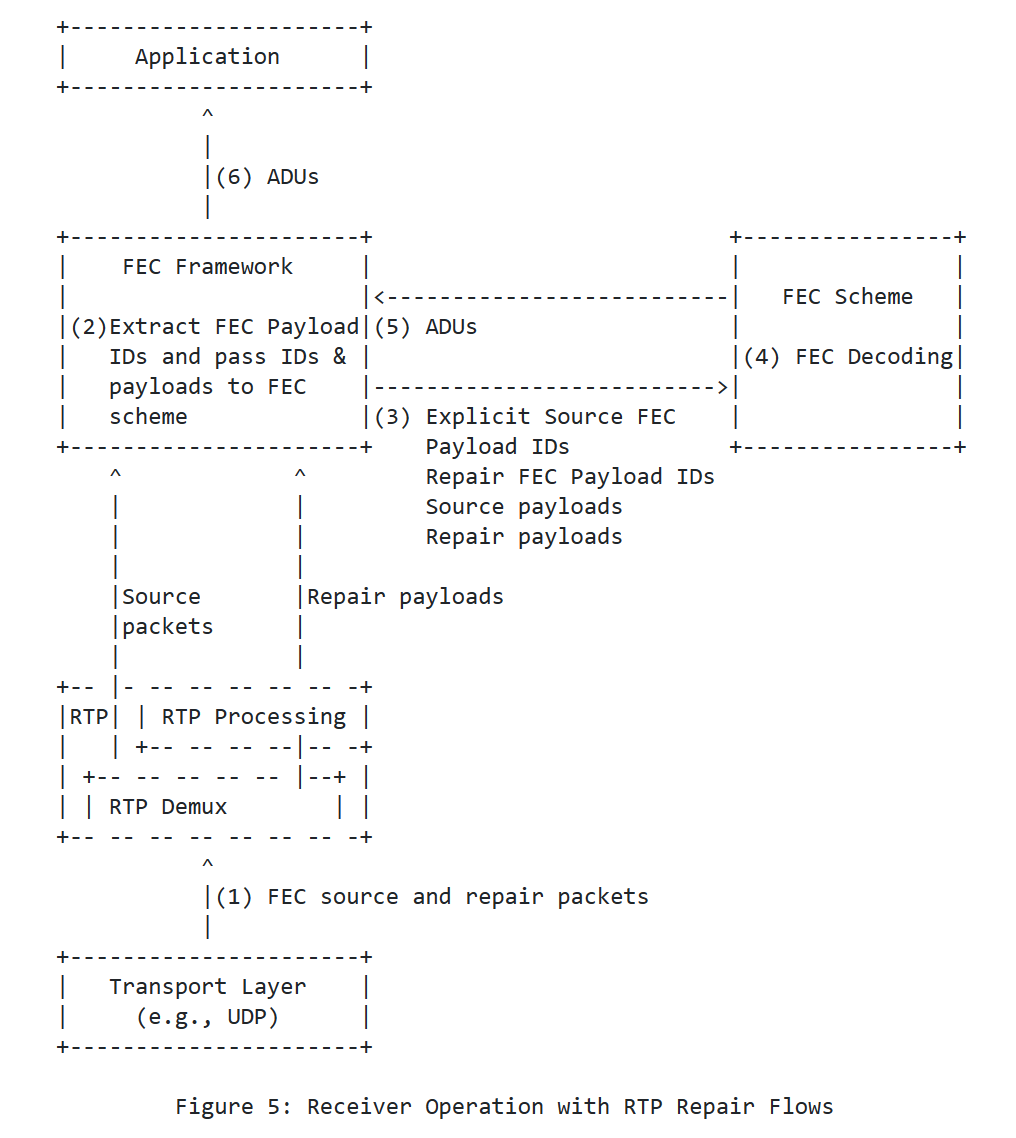 Application
(6) ADUs
FEC Framework
FEC Scheme
(2)Extract FEC Payload (5) ADUs
IDs and pass IDs & (4) FEC Decoding
payloads to FEC
scheme (3) Explicit Source FEC
Payload IDs
Repair FEC Payload IDs
Source payloads
Repair payloads
Source Repair payloads
packets
RTP RTP Processing
RTP Demux
(1) FEC source and repair packets
Transport Layer
(e.g., UDP)
Figure 5: Receiver Operation with RTP Repair Flows